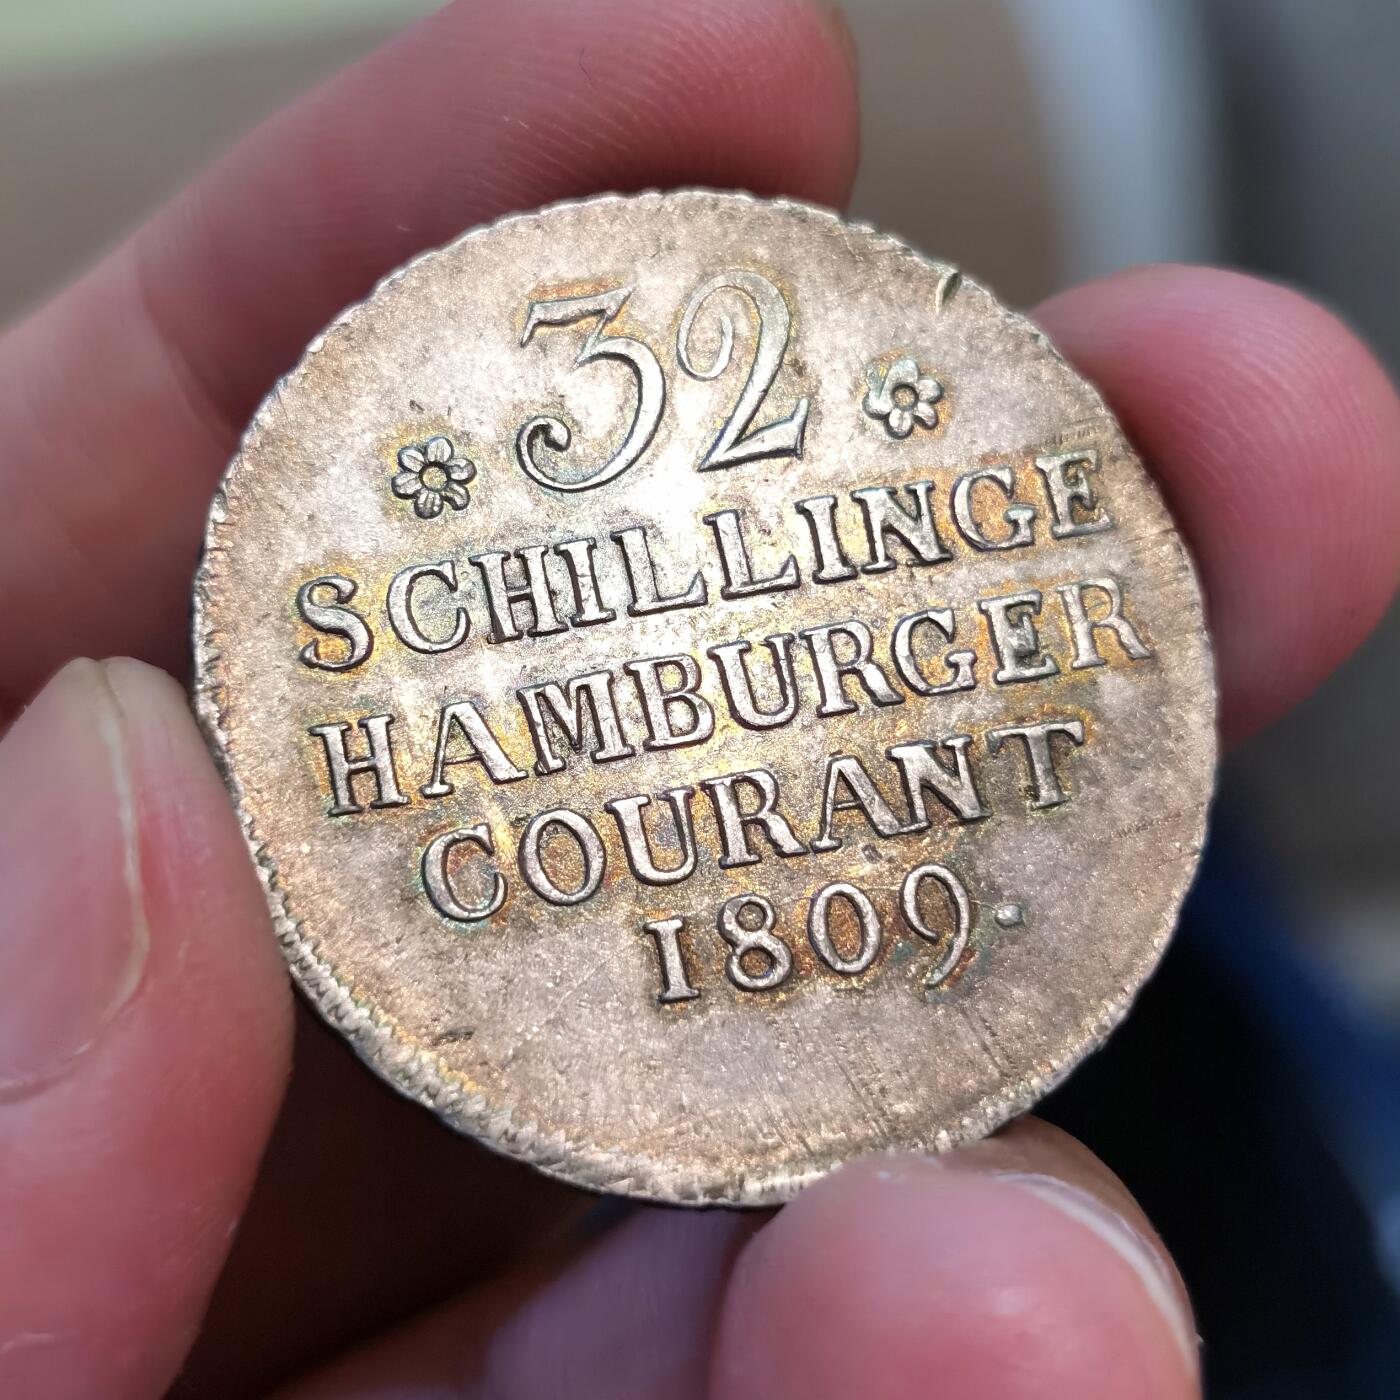 32
SCHILLINGE
HAMBURGER
COURANT
1809.